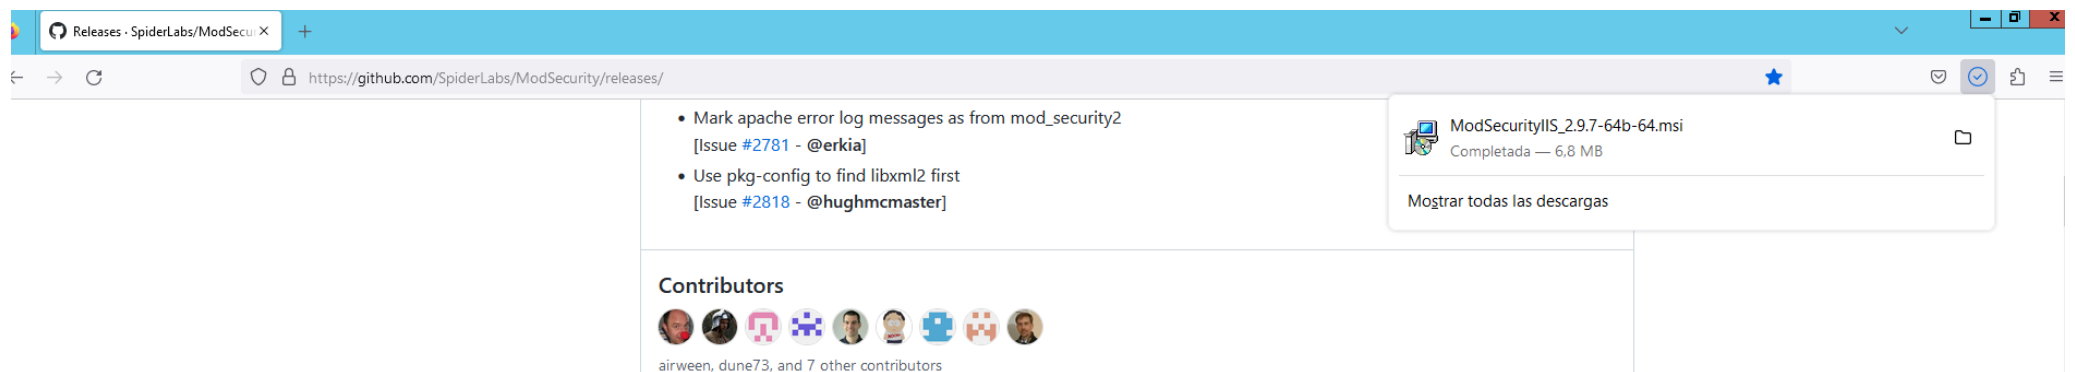 Releases · SpiderLabs/ModSecur
https://github.com/SpiderLabs/ModSecurity/releases/
Mark apache error log messages as from mod_security2
[Issue #2781 - @erkia]
Use pkg-config to find libxml2 first
[Issue #2818 - @hughmcmaster]
ModSecurityIIS_2.9.7-64b-64.msi
Completada — 6,8 MB
Mostrar todas las descargas
Contributors
airween, dune73, and 7 other contributors